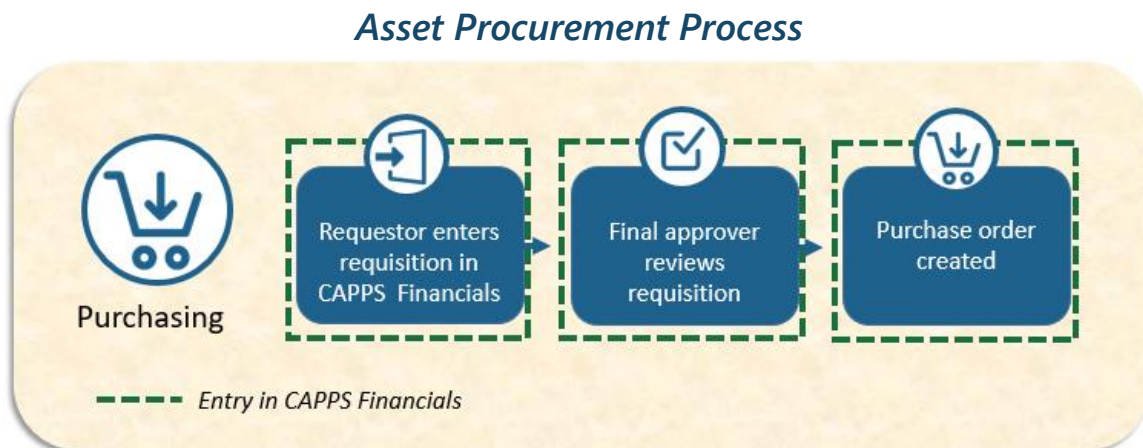 Asset Procurement Process
Requestor enters
requisition in
CAPPS Financials
Final approver
reviews
requisition
Purchase order
created
Purchasing
Entry in CAPPS Financials